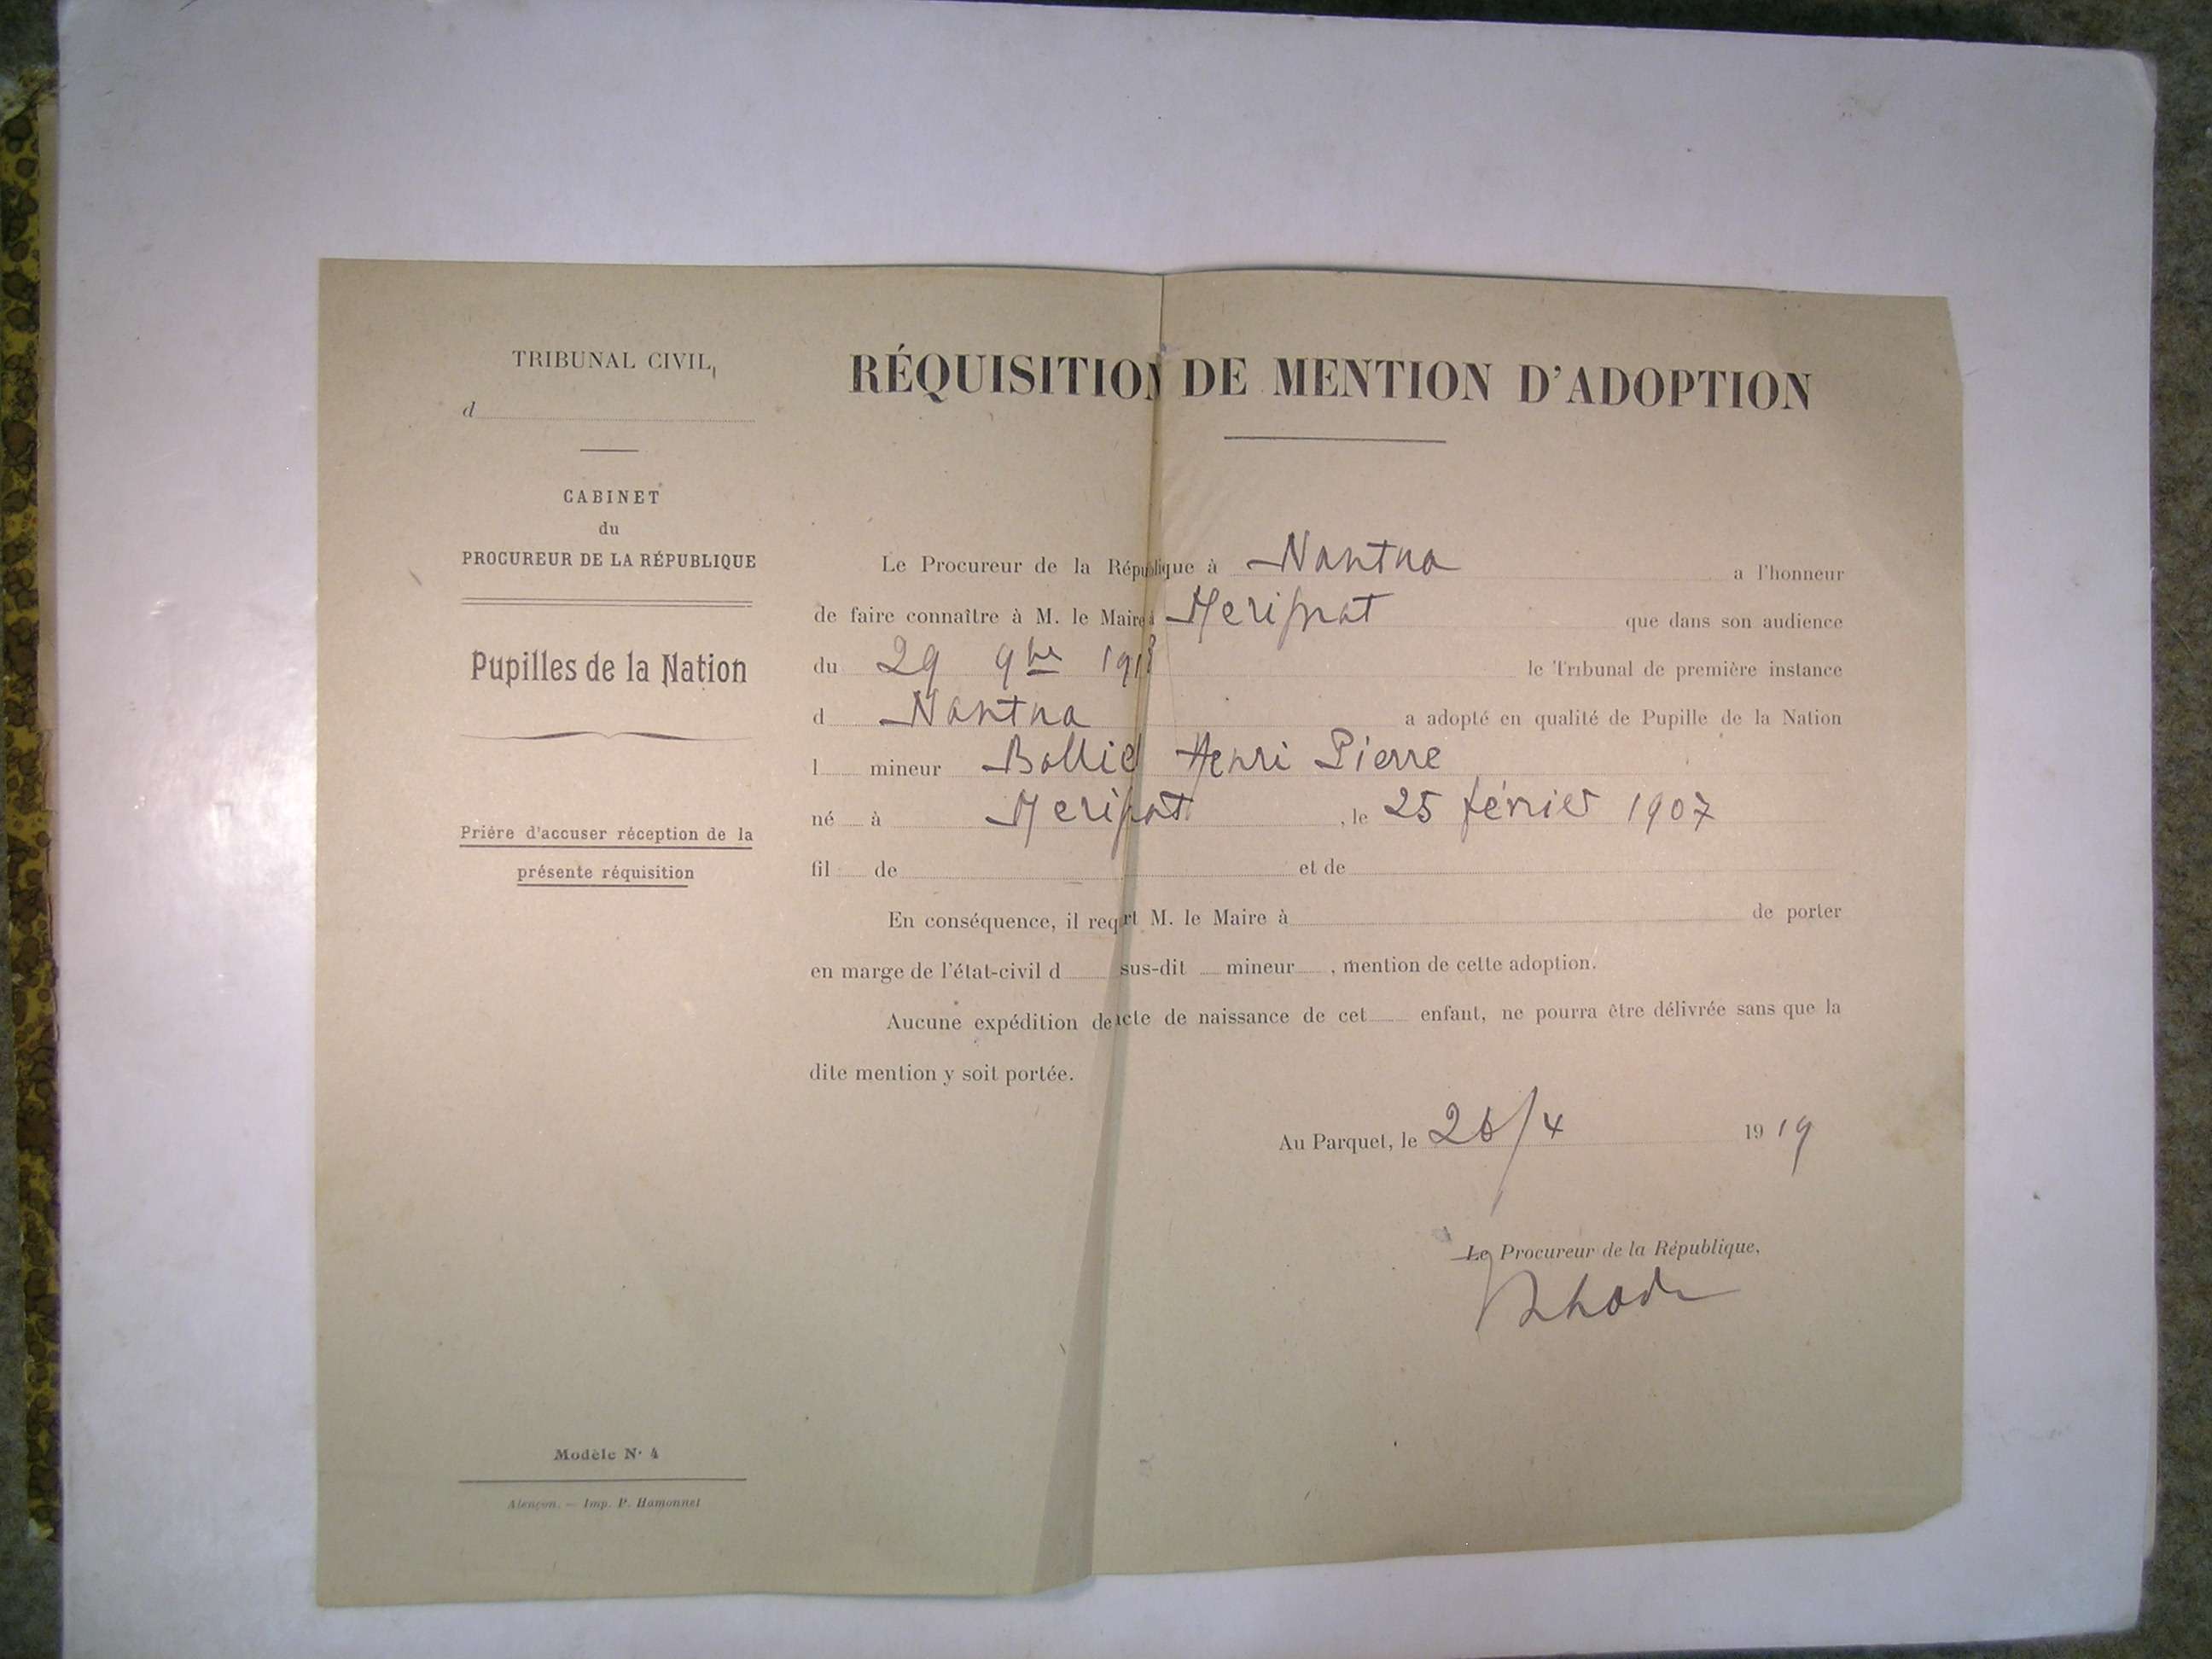 TRIBUNAL CIVIL
d
CABINET
du
PROCUREUR DE LA RÉPUBLIQUE
Pupilles de la Nation
Prière d'accuser réception de la
présente réquisition
Modèle N° 4
Alençon. — Imp. P. Hamonnet
RÉQUISITION DE MENTION D'ADOPTION
Le Procureur de la République à Nantua a l'honneur
de faire connaître à M. le Maire à Merignat que dans son audience
du 29 9bre 1918 le Tribunal de première instance
d Nantua a adopté en qualité de Pupille de la Nation
l mineur Bollie Henri Pierre
né à Merignat, le 25 février 1907
fil de et de
En conséquence, il requiert M. le Maire à de porter
en marge de l'état-civil d sus-dit mineur, mention de cette adoption.
Aucune expédition de acte de naissance de cet enfant, ne pourra être délivrée sans que la
dite mention y soit portée.
Au Parquet, le 26/4 1919
Le Procureur de la République,